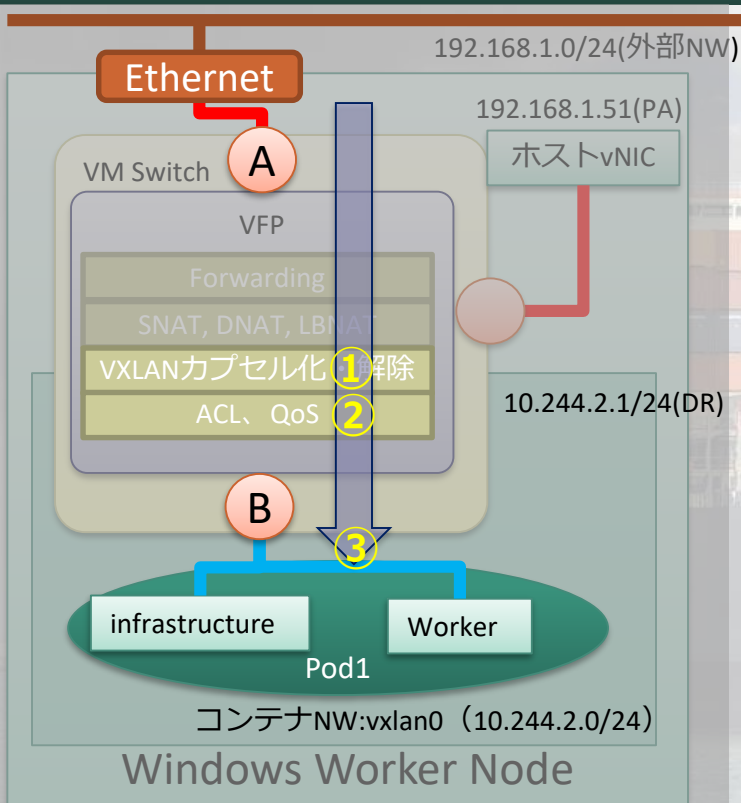 192.168.1.0/24(外部NW)
Ethernet
192.168.1.51(PA)
ホストvNIC
A
VM Switch
VFP
Forwarding
SNAT, DNAT, LBNAT
VXLANカプセル化・解除
①
ACL、QoS
②
10.244.2.1/24(DR)
B
③
infrastructure
Worker
Pod1
コンテナNW:vxlan0（10.244.2.0/24）
Windows Worker Node